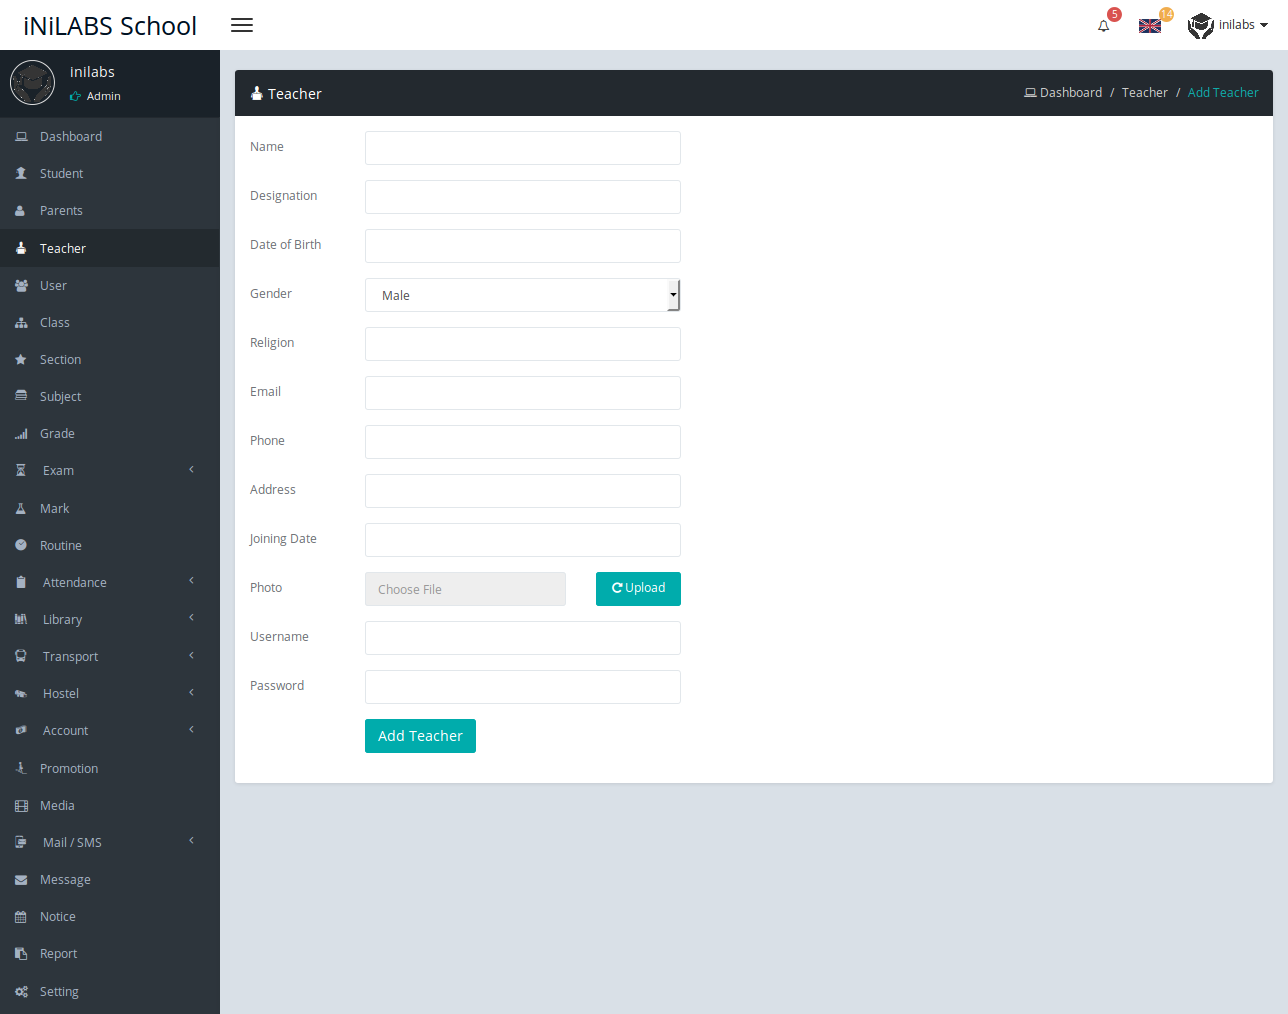 iNiLABS School
5
14
inilabs
inilabs
Admin
Dashboard
Student
Parents
Teacher
User
Class
Section
Subject
Grade
Exam
Mark
Routine
Attendance
Library
Transport
Hostel
Account
Promotion
Media
Mail / SMS
Message
Notice
Report
Setting
Teacher
Dashboard / Teacher / Add Teacher
Name
Designation
Date of Birth
Gender Male
Religion
Email
Phone
Address
Joining Date
Photo Choose File Upload
Username
Password
Add Teacher